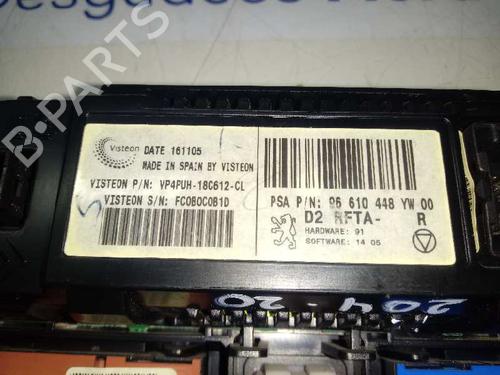 B-PARTS
Visteon
DATE 161105
MADE IN SPAIN BY VISTEON
VISTEON P/N: VP4PUH-18C612-CL
VISTEON S/N: FC0B0C0B1D
PSA P/N: 96 610 448 YW 00
D2 RFTA- R
HARDWARE: 91
SOFTWARE: 14 05
204-20